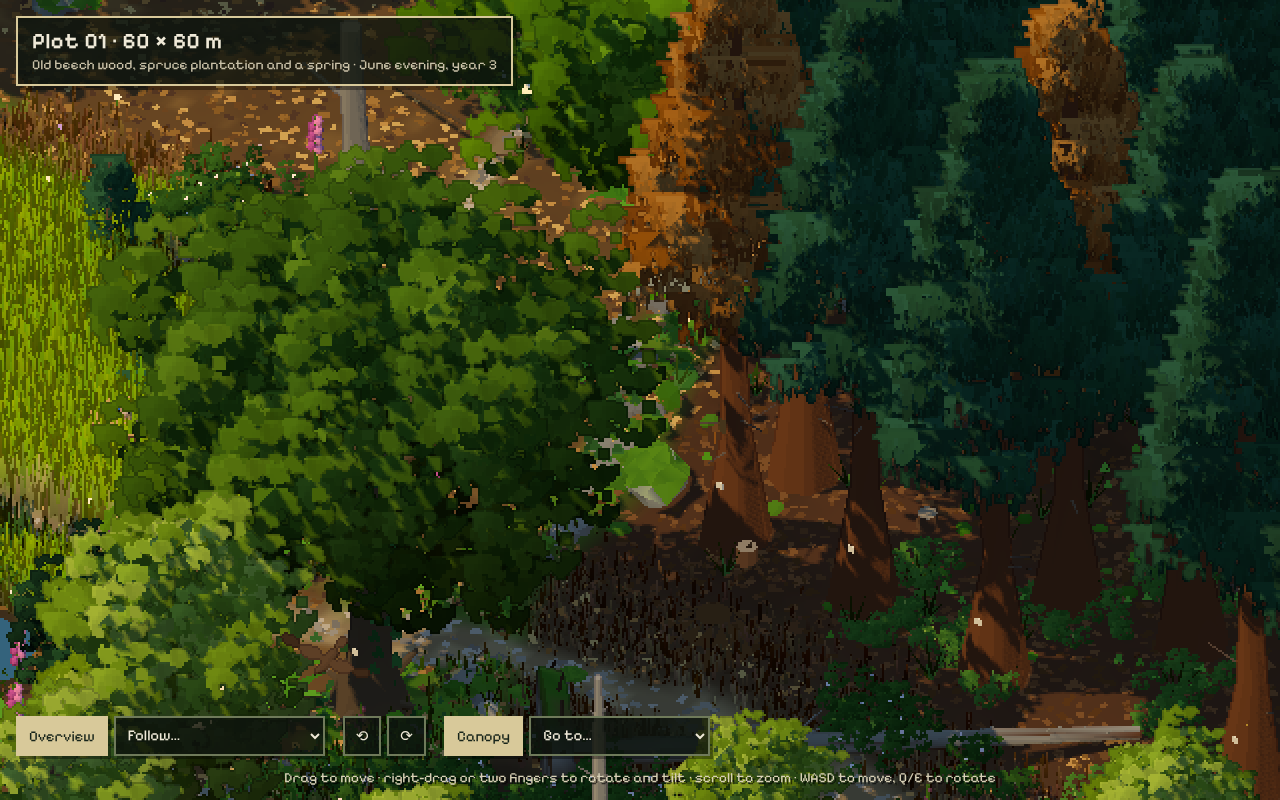 Plot 01 · 60 × 60 m
Old beech wood, spruce plantation and a spring · June evening, year 3
Overview
Follow...
Canopy
Go to...
Drag to move · right-drag or two fingers to rotate and tilt · scroll to zoom · WASD to move, Q/E to rotate